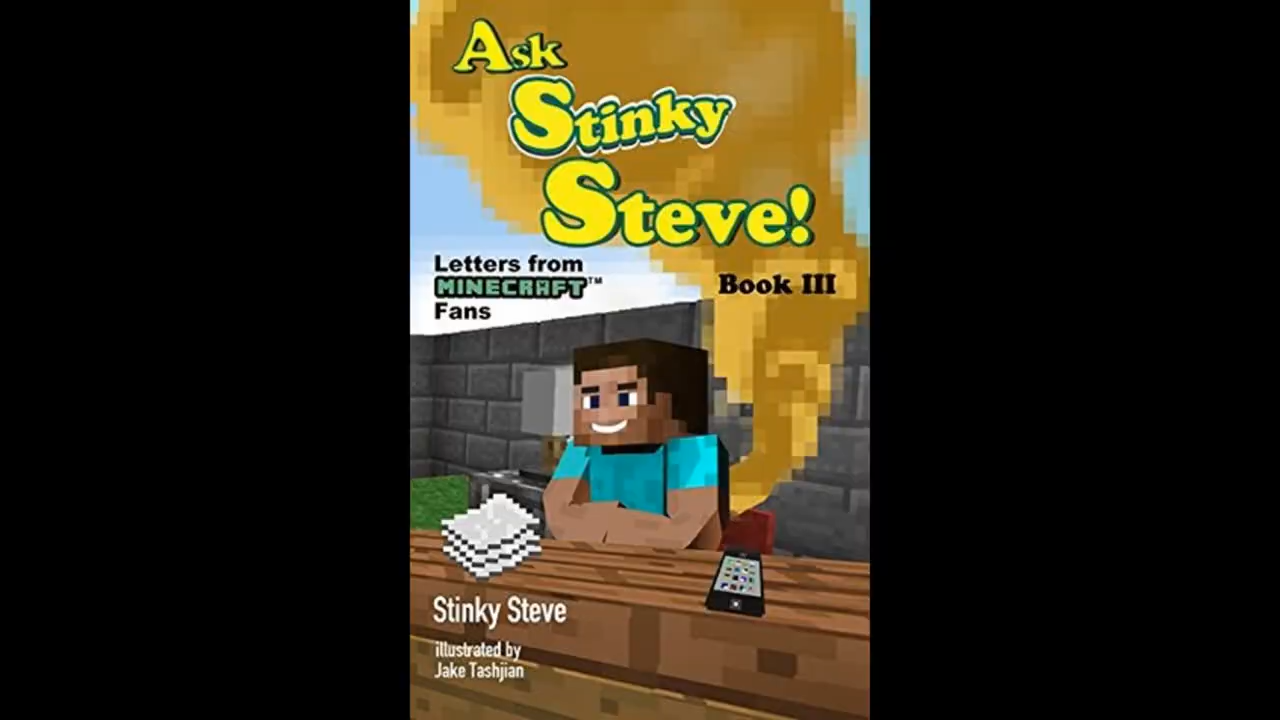 Ask
Stinky
Steve!
Letters from
MINECRAFT™
Fans
Book III
Stinky Steve
illustrated by
Jake Tashjian